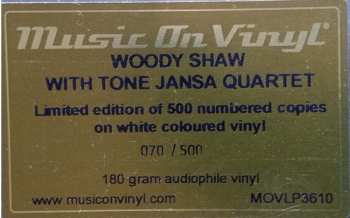 Music On Vinyl®
WOODY SHAW
WITH TONE JANSA QUARTET
Limited edition of 500 numbered copies
on white coloured vinyl
070 / 500
180 gram audiophile vinyl
www.musiconvinyl.com MOVLP3610